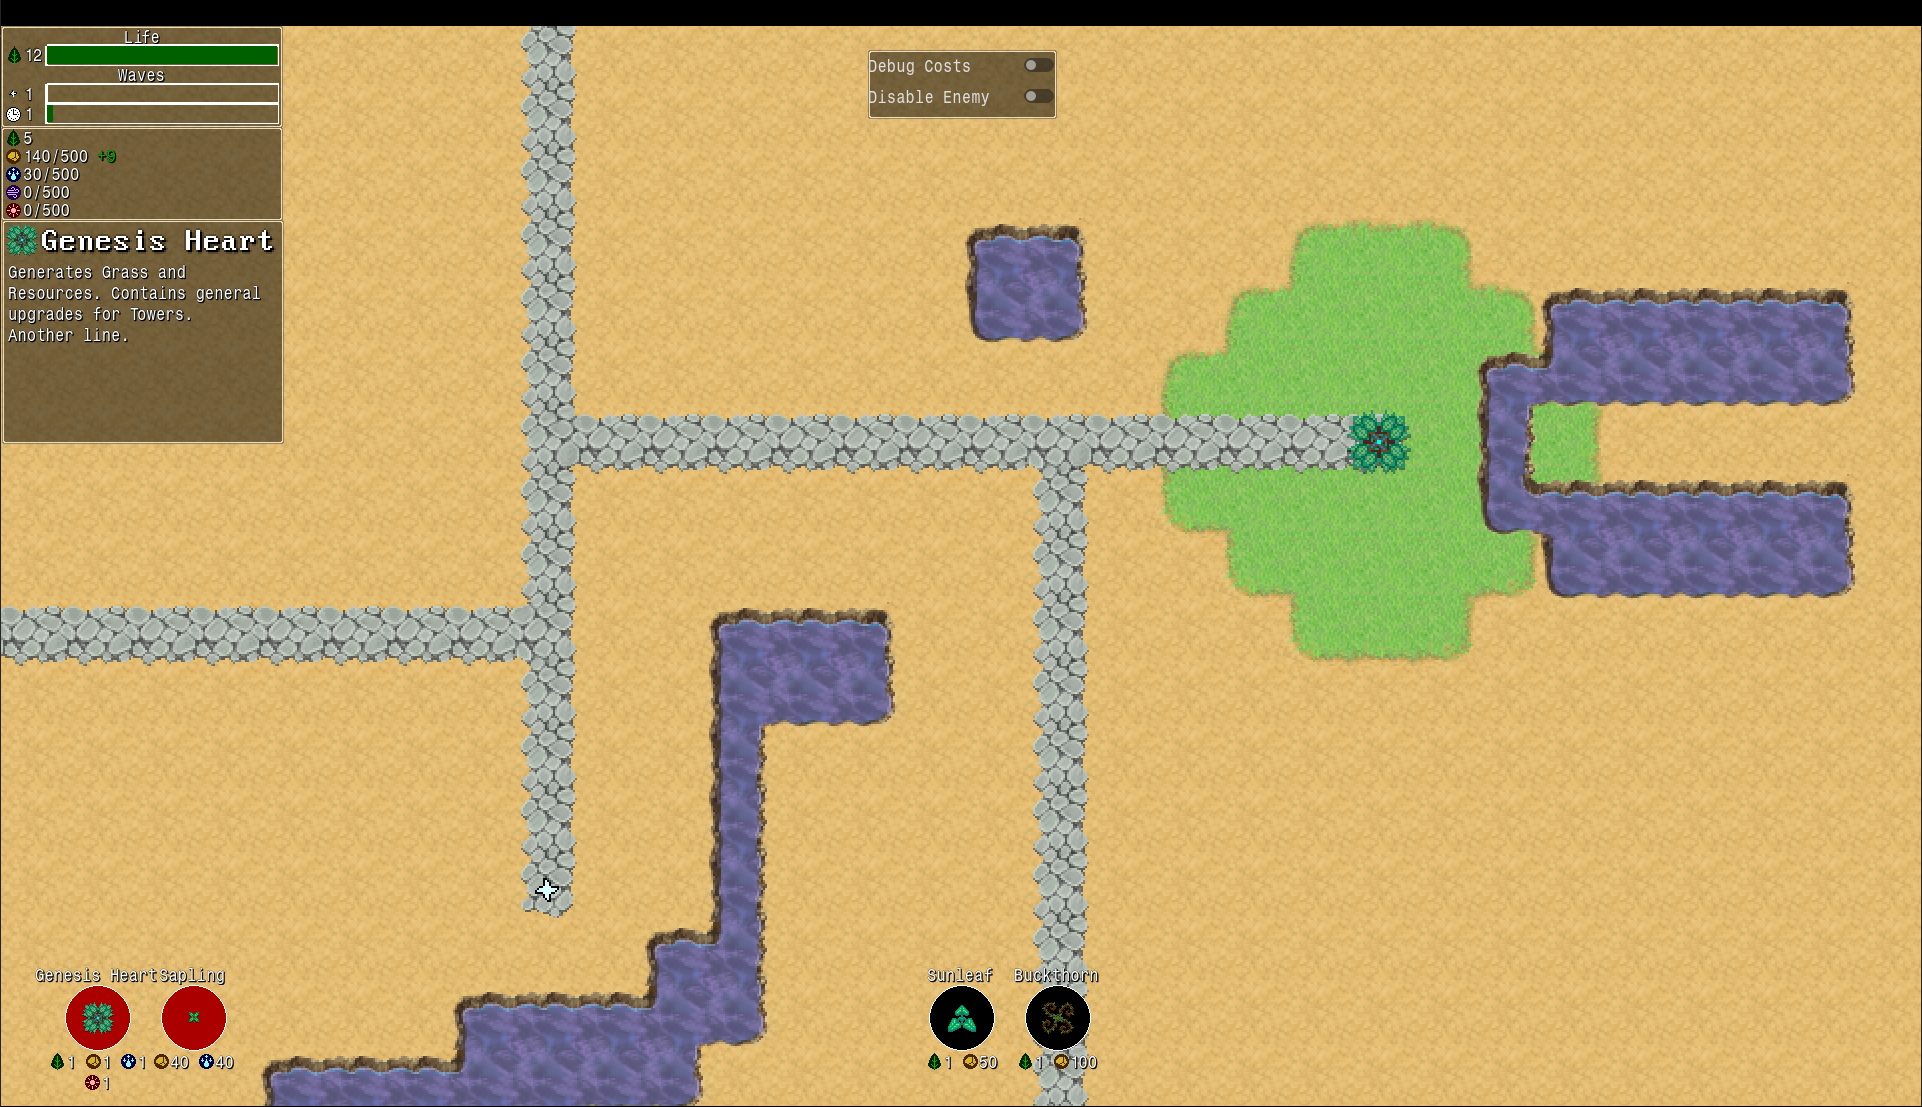 Life
12
Waves
1
1
5
140/500 +9
30/500
0/500
0/500
Genesis Heart
Generates Grass and
Resources. Contains general
upgrades for Towers.
Another line.
Debug Costs
Disable Enemy
Genesis Heart
1 1 1
1
Sapling
40 40
Sunleaf
1 50
Buckthorn
1 100